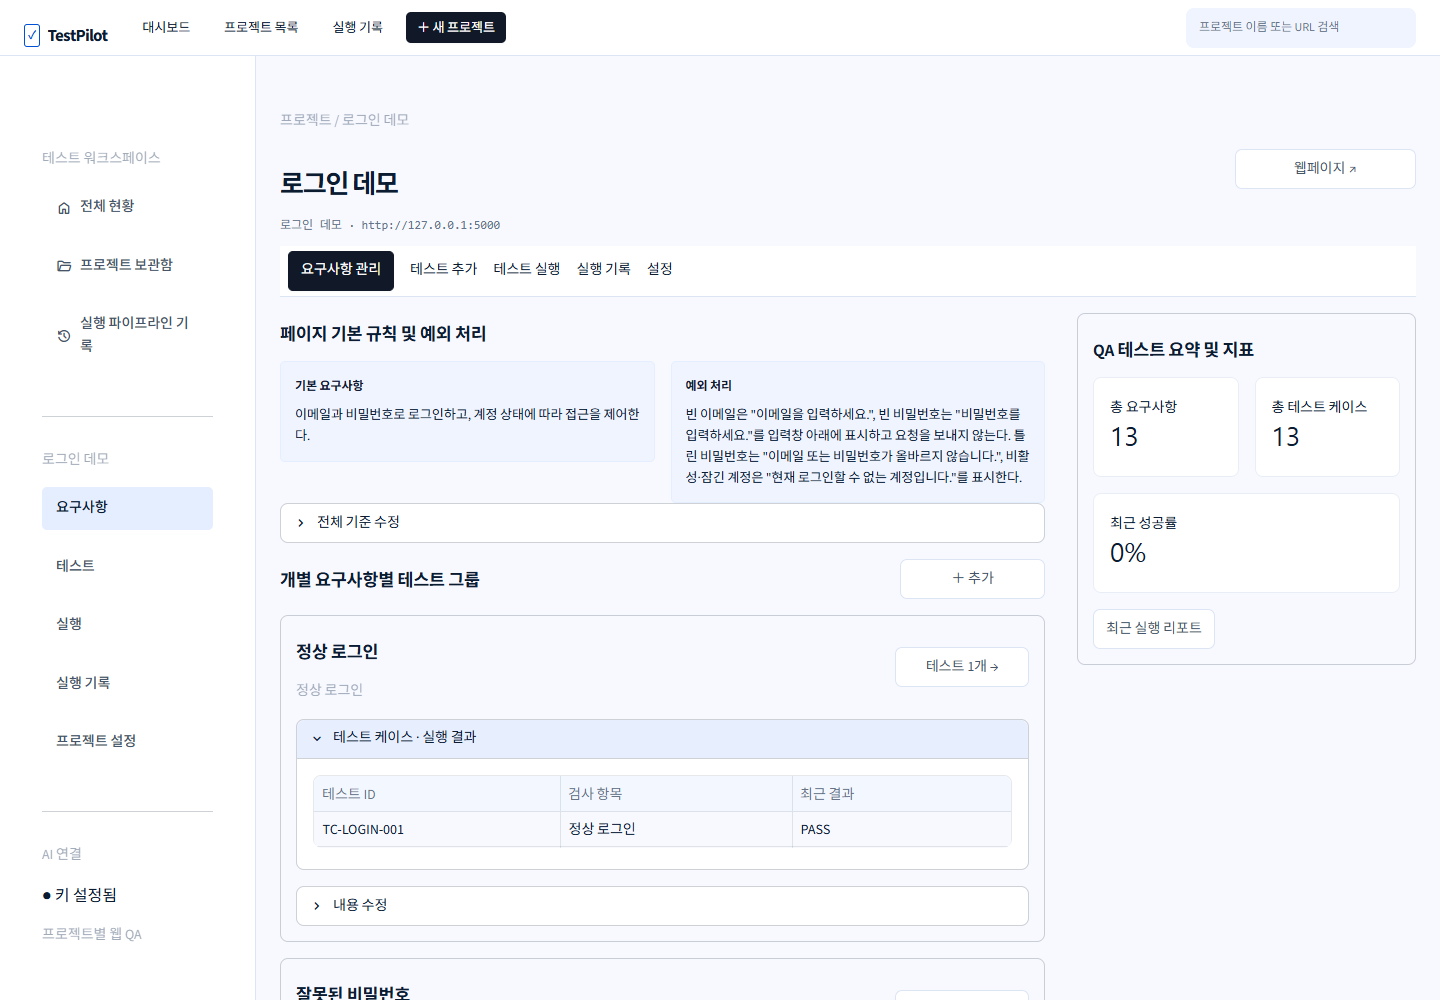 TestPilot
대시보드
프로젝트 목록
실행 기록
+ 새 프로젝트
프로젝트 이름 또는 URL 검색
테스트 워크스페이스
전체 현황
프로젝트 보관함
실행 파이프라인 기
록
로그인 데모
요구사항
테스트
실행
실행 기록
프로젝트 설정
AI 연결
● 키 설정됨
프로젝트별 웹 QA
프로젝트 / 로그인 데모
로그인 데모
웹페이지 ↗
로그인 데모 · http://127.0.0.1:5000
요구사항 관리
테스트 추가
테스트 실행
실행 기록
설정
페이지 기본 규칙 및 예외 처리
기본 요구사항
이메일과 비밀번호로 로그인하고, 계정 상태에 따라 접근을 제어한
다.
예외 처리
빈 이메일은 "이메일을 입력하세요.", 빈 비밀번호는 "비밀번호를
입력하세요."를 입력창 아래에 표시하고 요청을 보내지 않는다. 틀
린 비밀번호는 "이메일 또는 비밀번호가 올바르지 않습니다.", 비활
성·잠긴 계정은 "현재 로그인할 수 없는 계정입니다."를 표시한다.
전체 기준 수정
개별 요구사항별 테스트 그룹
+ 추가
정상 로그인
정상 로그인
테스트 1개 →
테스트 케이스 · 실행 결과
테스트 ID
검사 항목
최근 결과
TC-LOGIN-001
정상 로그인
PASS
내용 수정
잘못된 비밀번호
QA 테스트 요약 및 지표
총 요구사항
13
총 테스트 케이스
13
최근 성공률
0%
최근 실행 리포트